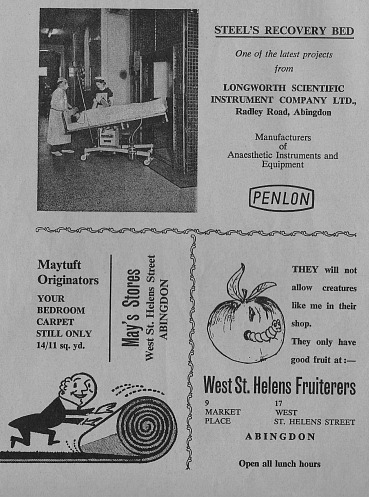 STEEL'S RECOVERY BED
One of the latest projects
from
LONGWORTH SCIENTIFIC
INSTRUMENT COMPANY LTD.,
Radley Road, Abingdon
Manufacturers
of
Anaesthetic Instruments and
Equipment
PENLON
Maytuft
Originators
YOUR
BEDROOM
CARPET
STILL ONLY
14/11 sq. yd.
May's Stores
West St. Helens Street
ABINGDON
THEY will not
allow creatures
like me in their
shop.
They only have
good fruit at :—
West St. Helens Fruiterers
9
MARKET
PLACE
17
WEST
ST. HELENS STREET
ABINGDON
Open all lunch hours